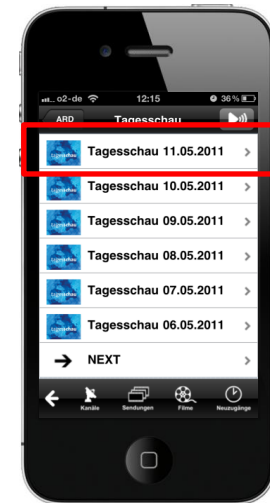 o2-de 12:15 36%
ARD Tagesschau
Tagesschau 11.05.2011
Tagesschau 10.05.2011
Tagesschau 09.05.2011
Tagesschau 08.05.2011
Tagesschau 07.05.2011
Tagesschau 06.05.2011
NEXT
Kanäle Sendungen Filme Neuzugänge